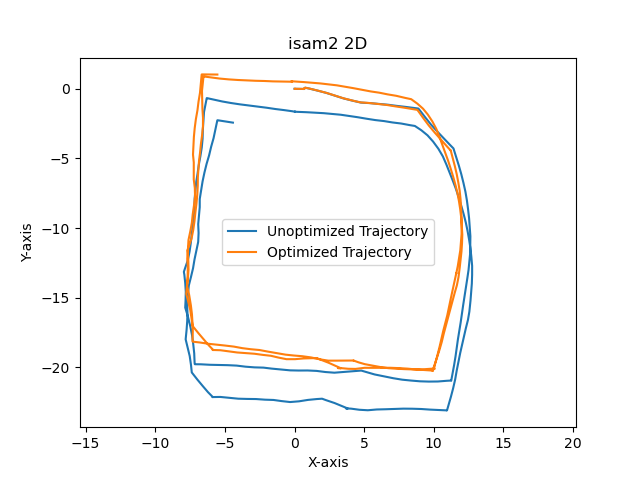 isam2 2D
0
−5
−10
−15
−20
Y-axis
Unoptimized Trajectory
Optimized Trajectory
−15
−10
−5
0
5
10
15
20
X-axis